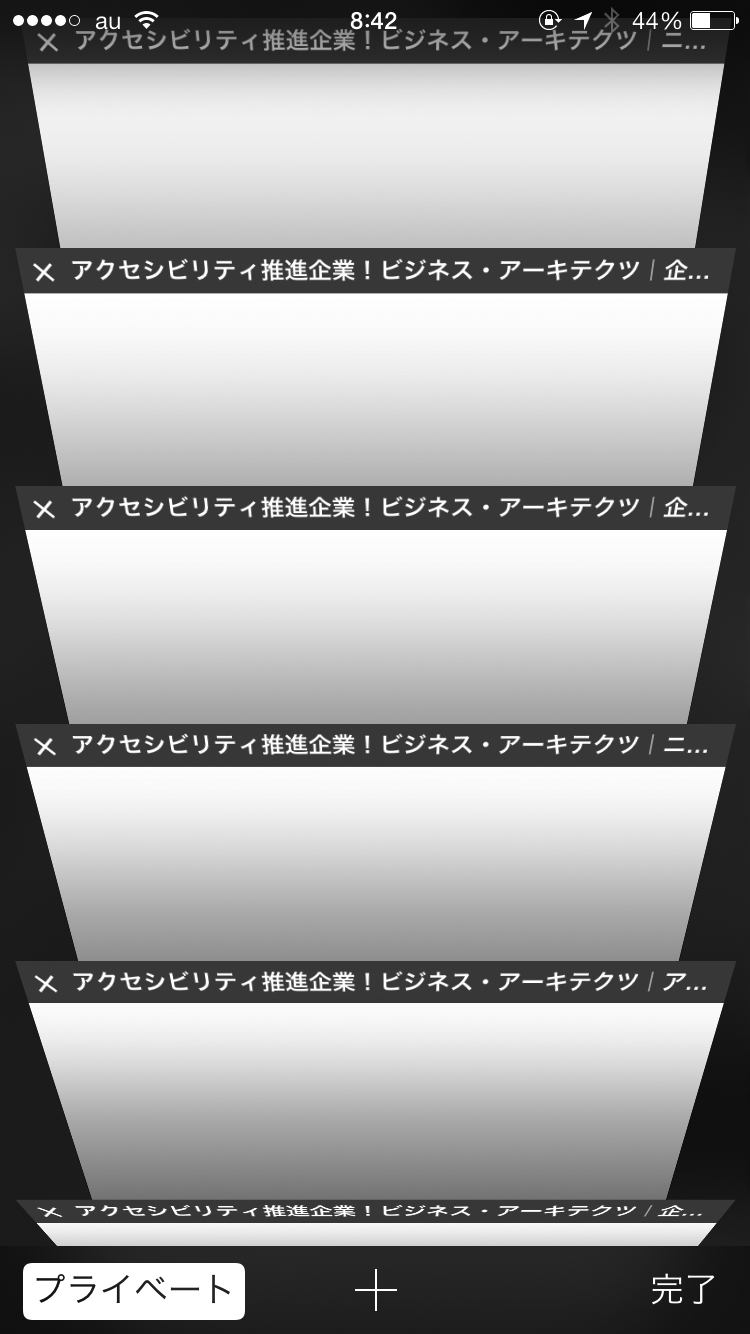 au 8:42 44%
アクセシビリティ推進企業！ビジネス・アーキテクツ｜ニ…
アクセシビリティ推進企業！ビジネス・アーキテクツ｜企…
アクセシビリティ推進企業！ビジネス・アーキテクツ｜企…
アクセシビリティ推進企業！ビジネス・アーキテクツ｜ニ…
アクセシビリティ推進企業！ビジネス・アーキテクツ｜ア…
アクセシビリティ推進企業！ビジネス・アーキテクツ｜企…
プライベート 完了